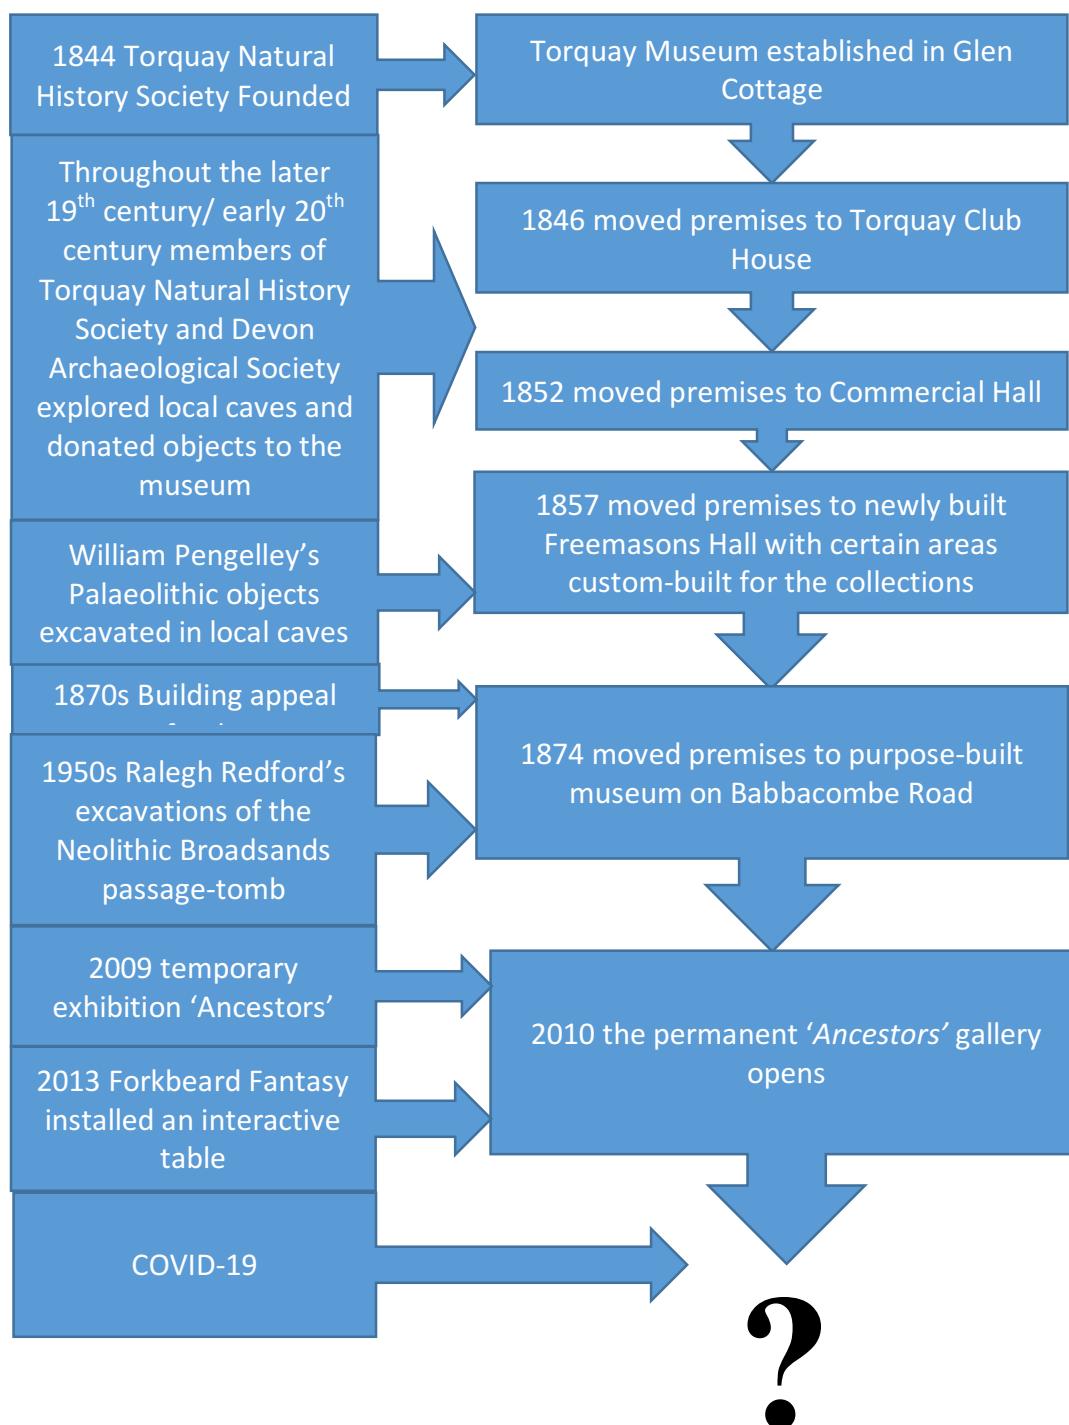 1844 Torquay Natural
History Society Founded
Torquay Museum established in Glen
Cottage
Throughout the later
19th century/ early 20th
century members of
Torquay Natural History
Society and Devon
Archaeological Society
explored local caves and
donated objects to the
museum
1846 moved premises to Torquay Club
House
1852 moved premises to Commercial Hall
1857 moved premises to newly built
Freemasons Hall with certain areas
custom-built for the collections
William Pengelley’s
Palaeolithic objects
excavated in local caves
1870s Building appeal
1874 moved premises to purpose-built
museum on Babbacombe Road
1950s Ralegh Redford’s
excavations of the
Neolithic Broadsands
passage-tomb
2009 temporary
exhibition ‘Ancestors’
2010 the permanent ‘Ancestors’ gallery
opens
2013 Forkbeard Fantasy
installed an interactive
table
COVID-19
?